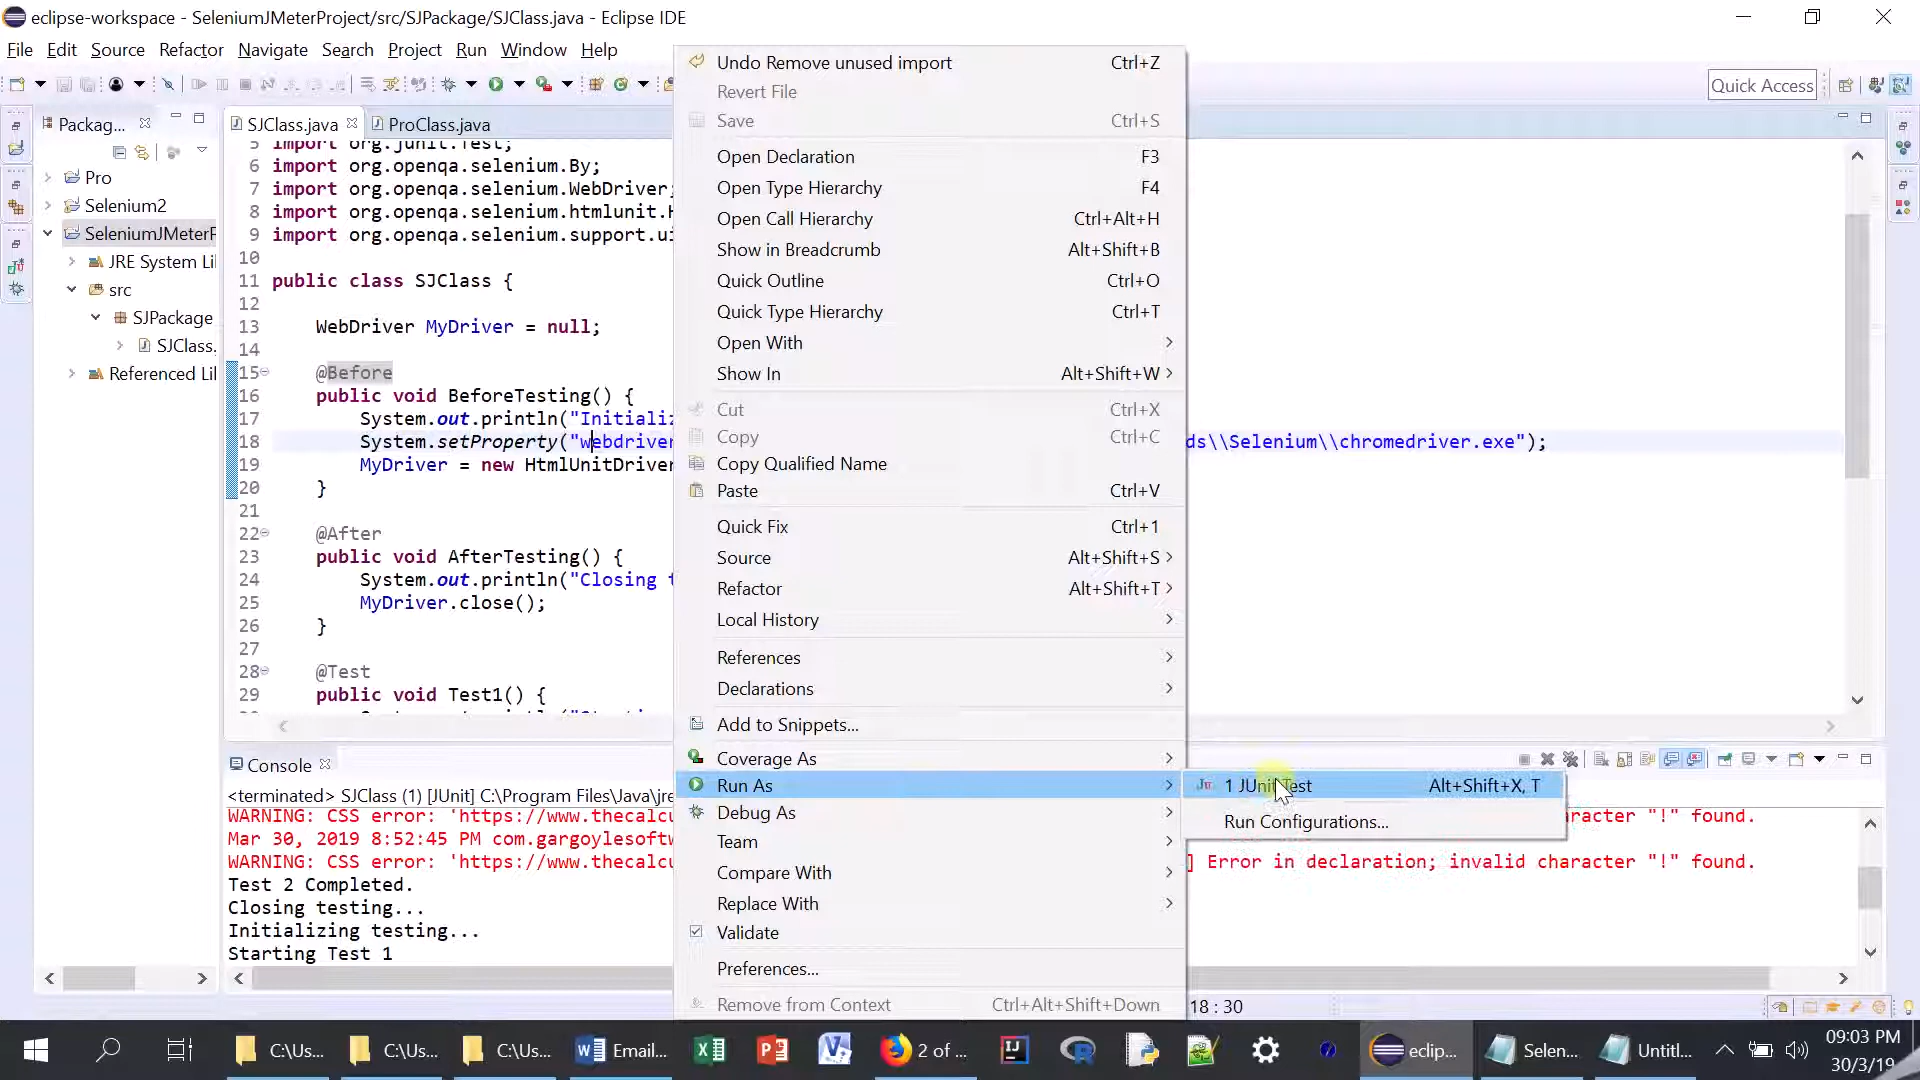 eclipse-workspace - SeleniumJMeterProject/src/SJPackage/SJClass.java - Eclipse IDE
File Edit Source Refactor Navigate Search Project Run Window Help
Quick Access
Packag...
SJClass.java
ProClass.java
Pro
Selenium2
SeleniumJMeterP
JRE System Li
src
SJPackage
SJClass.
Referenced Lil
5 import org.junit.Test;
6 import org.openqa.selenium.By;
7 import org.openqa.selenium.WebDriver;
8 import org.openqa.selenium.htmlunit.H
9 import org.openqa.selenium.support.ui
10
11 public class SJClass {
12
13 WebDriver MyDriver = null;
14
15 @Before
16 public void BeforeTesting() {
17 System.out.println("Initializ
18 System.setProperty("webdriver ds\\Selenium\\chromedriver.exe");
19 MyDriver = new HtmlUnitDriver
20 }
21
22 @After
23 public void AfterTesting() {
24 System.out.println("Closing t
25 MyDriver.close();
26 }
27
28 @Test
29 public void Test1() {
Undo Remove unused import Ctrl+Z
Revert File
Save Ctrl+S
Open Declaration F3
Open Type Hierarchy F4
Open Call Hierarchy Ctrl+Alt+H
Show in Breadcrumb Alt+Shift+B
Quick Outline Ctrl+O
Quick Type Hierarchy Ctrl+T
Open With
Show In Alt+Shift+W
Cut Ctrl+X
Copy Ctrl+C
Copy Qualified Name
Paste Ctrl+V
Quick Fix Ctrl+1
Source Alt+Shift+S
Refactor Alt+Shift+T
Local History
References
Declarations
Add to Snippets...
Coverage As
Run As
Debug As
Team
Compare With
Replace With
Validate
Preferences...
Remove from Context Ctrl+Alt+Shift+Down
1 JUnit Test Alt+Shift+X, T
Run Configurations...
Console
<terminated> SJClass (1) [JUnit] C:\Program Files\Java\jre
WARNING: CSS error: 'https://www.thecalcu aracter "!" found.
Mar 30, 2019 8:52:45 PM com.gargoylesoftw
WARNING: CSS error: 'https://www.thecalcu ] Error in declaration; invalid character "!" found.
Test 2 Completed.
Closing testing...
Initializing testing...
Starting Test 1
18 : 30
C:\Us... C:\Us... C:\Us... Email... 2 of ... eclip... Selen... Untitl...
09:03 PM
30/3/19